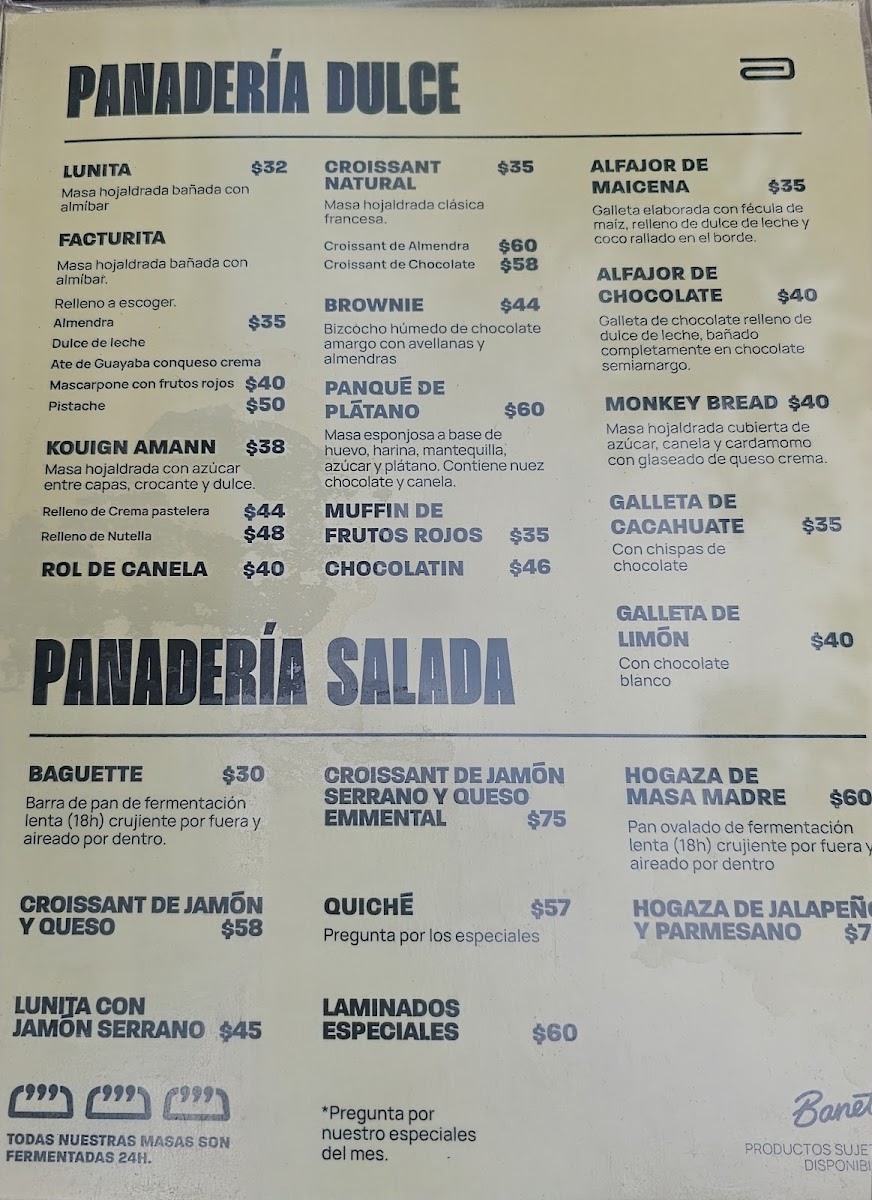 PANADERÍA DULCE
LUNITA $32
Masa hojaldrada bañada con
almíbar
FACTURITA
Masa hojaldrada bañada con
almíbar.
Relleno a escoger.
Almendra $35
Dulce de leche
Ate de Guayaba conqueso crema
Mascarpone con frutos rojos $40
Pistache $50
KOUIGN AMANN $38
Masa hojaldrada con azúcar
entre capas, crocante y dulce.
Relleno de Crema pastelera $44
Relleno de Nutella $48
ROL DE CANELA $40
CROISSANT $35
NATURAL
Masa hojaldrada clásica
francesa.
Croissant de Almendra $60
Croissant de Chocolate $58
BROWNIE $44
Bizcocho húmedo de chocolate
amargo con avellanas y
almendras
PANQUÉ DE
PLÁTANO $60
Masa esponjosa a base de
huevo, harina, mantequilla,
azúcar y plátano. Contiene nuez
chocolate y canela.
MUFFIN DE
FRUTOS ROJOS $35
CHOCOLATIN $46
ALFAJOR DE
MAICENA $35
Galleta elaborada con fécula de
maíz, relleno de dulce de leche y
coco rallado en el borde.
ALFAJOR DE
CHOCOLATE $40
Galleta de chocolate relleno de
dulce de leche, bañado
completamente en chocolate
semiamargo.
MONKEY BREAD $40
Masa hojaldrada cubierta de
azúcar, canela y cardamomo
con glaseado de queso crema.
GALLETA DE
CACAHUATE $35
Con chispas de
chocolate
GALLETA DE
LIMÓN $40
Con chocolate
blanco
PANADERÍA SALADA
BAGUETTE $30
Barra de pan de fermentación
lenta (18h) crujiente por fuera y
aireado por dentro.
CROISSANT DE JAMÓN
Y QUESO $58
LUNITA CON
JAMÓN SERRANO $45
CROISSANT DE JAMÓN
SERRANO Y QUESO
EMMENTAL $75
QUICHÉ $57
Pregunta por los especiales
LAMINADOS
ESPECIALES $60
*Pregunta por
nuestro especiales
del mes.
HOGAZA DE
MASA MADRE $60
Pan ovalado de fermentación
lenta (18h) crujiente por fuera y
aireado por dentro
HOGAZA DE JALAPEÑO
Y PARMESANO $7
TODAS NUESTRAS MASAS SON
FERMENTADAS 24H.
Banet
PRODUCTOS SUJET
DISPONIBI